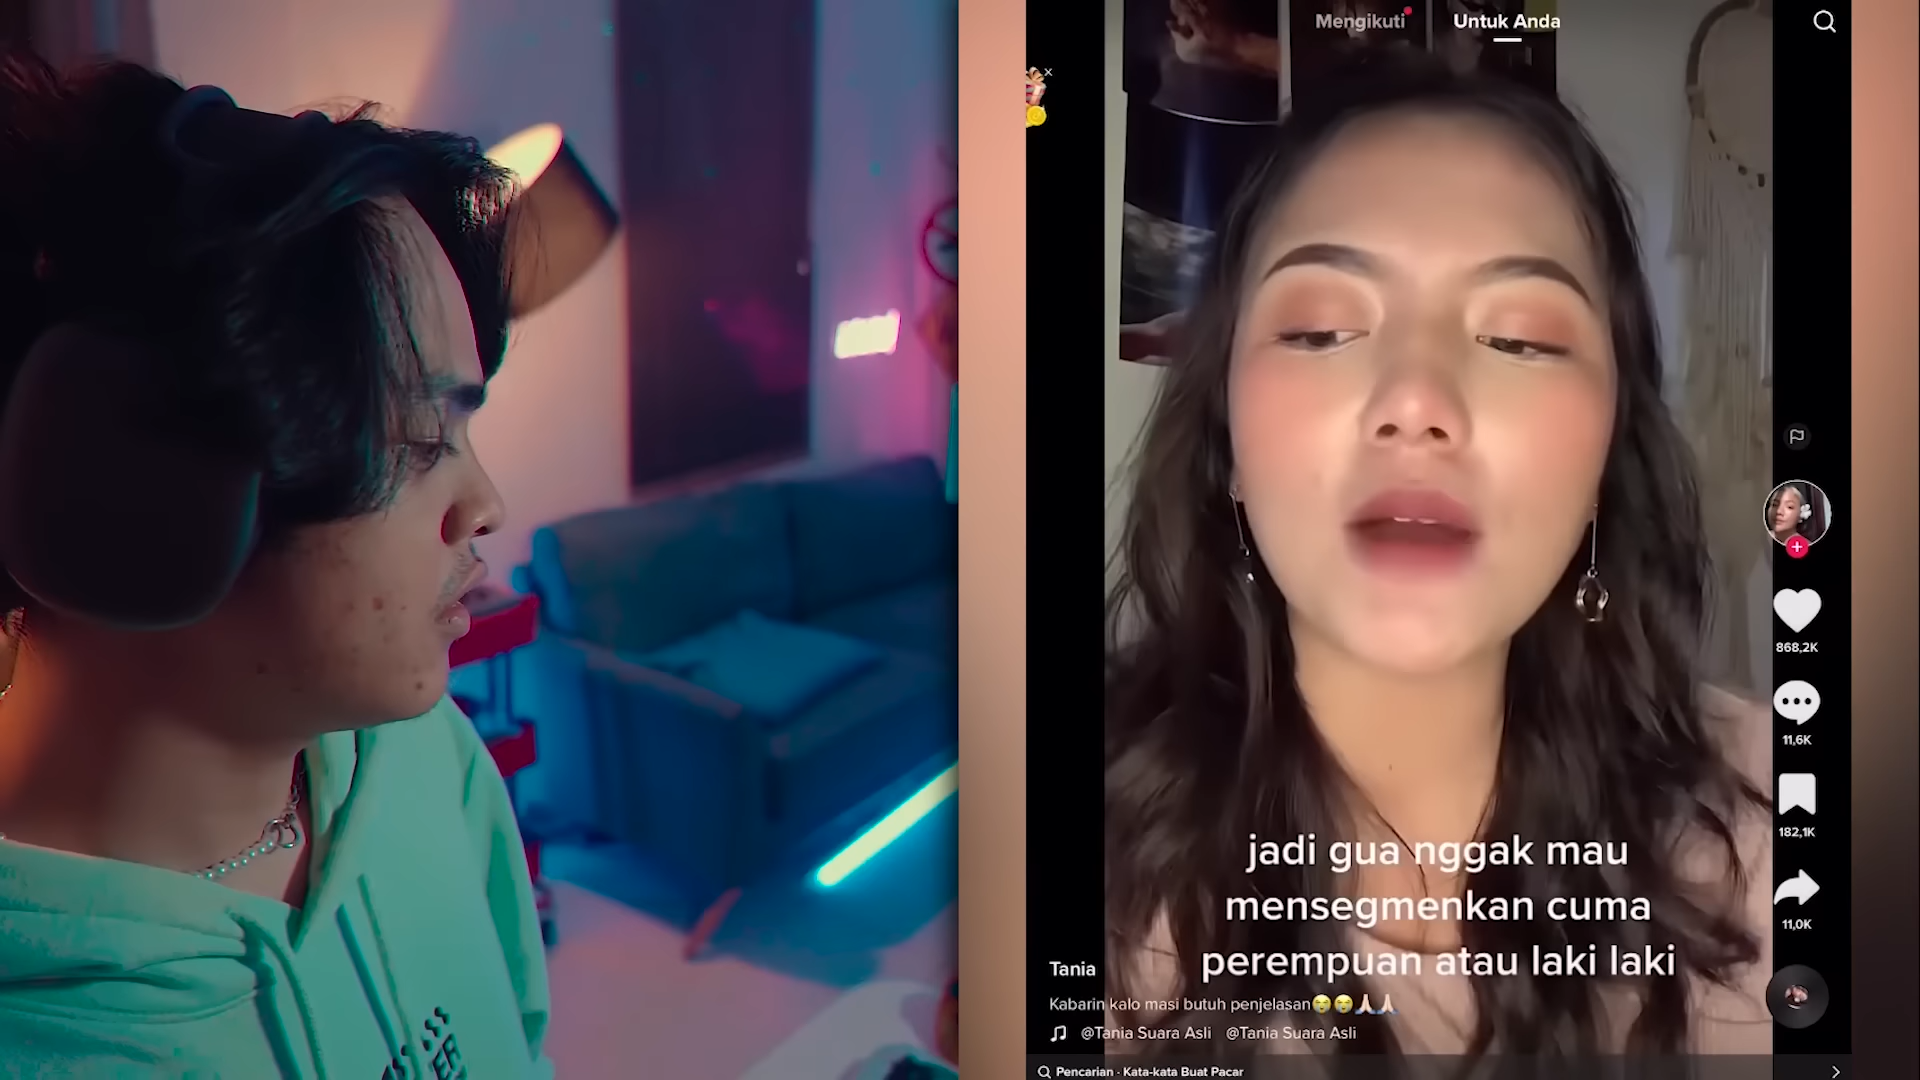 Mengikuti
Untuk Anda
868,2K
11,6K
182,1K
11,0K
jadi gua nggak mau
mensegmenkan cuma
perempuan atau laki laki
Tania
Kabarin kalo masi butuh penjelasan😭😭🙏🏻🙏🏻
@Tania Suara Asli @Tania Suara Asli
Pencarian · Kata-kata Buat Pacar